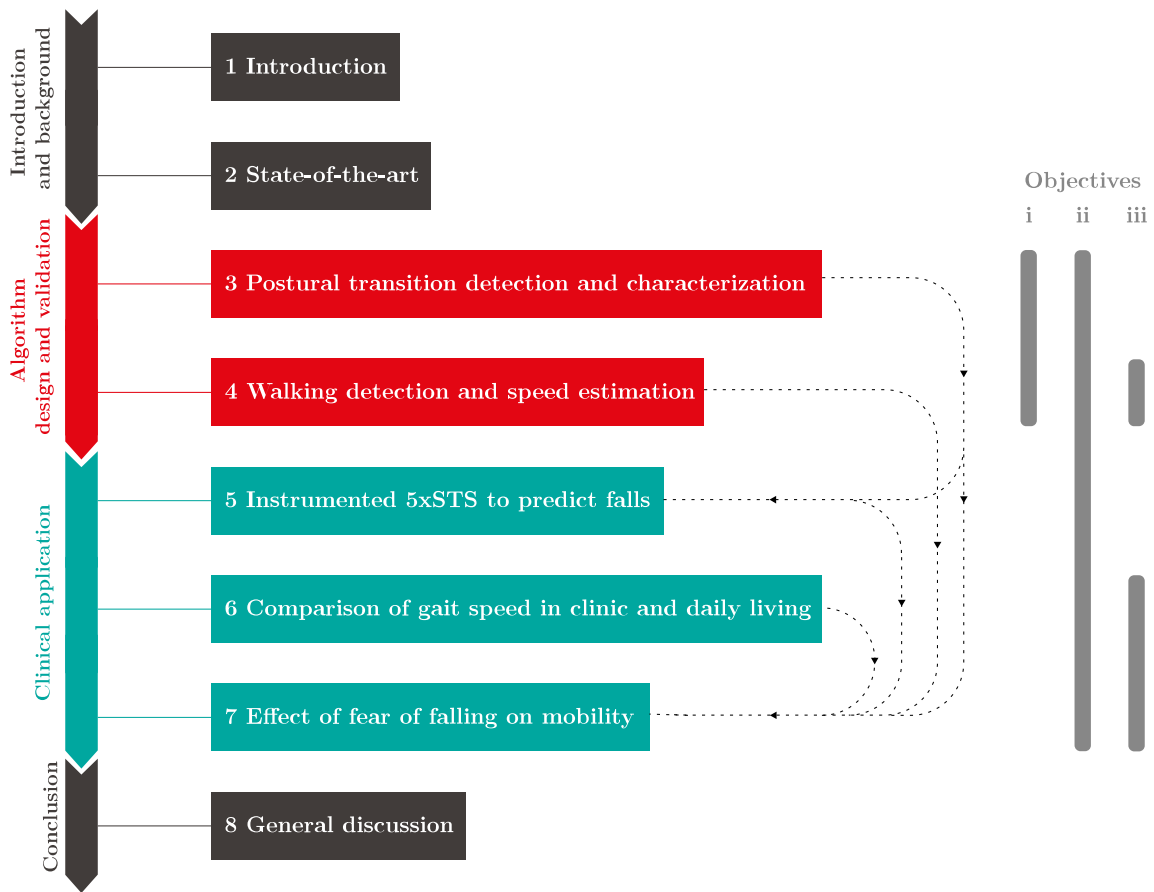 Introduction
and background
1 Introduction
2 State-of-the-art
Objectives
i ii iii
Algorithm
design and validation
3 Postural transition detection and characterization
4 Walking detection and speed estimation
Clinical application
5 Instrumented 5xSTS to predict falls
6 Comparison of gait speed in clinic and daily living
7 Effect of fear of falling on mobility
Conclusion
8 General discussion